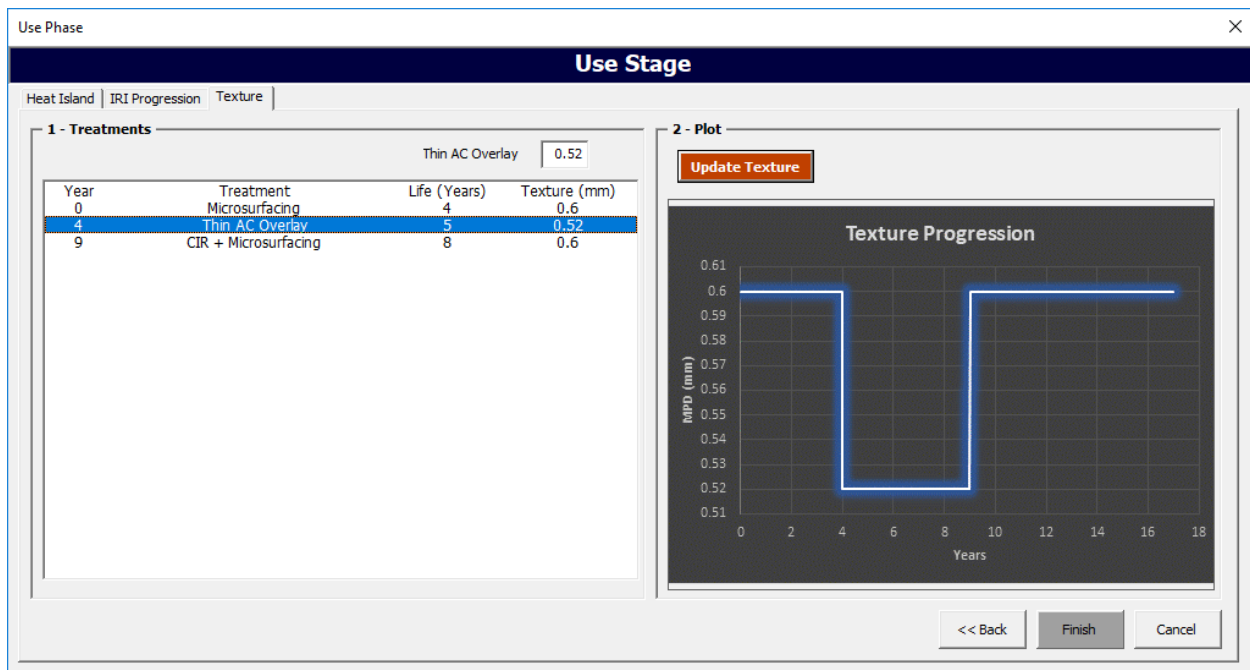 Use Phase
Use Stage
Heat Island IRI Progression Texture
1 - Treatments
Thin AC Overlay 0.52
Year Treatment Life (Years) Texture (mm)
0 Microsurfacing 4 0.6
4 Thin AC Overlay 5 0.52
9 CIR + Microsurfacing 8 0.6
2 - Plot
Update Texture
Texture Progression
0.61
0.6
0.59
0.58
0.57
0.56
0.55
0.54
0.53
0.52
0.51
MPD (mm)
0 2 4 6 8 10 12 14 16 18
Years
<< Back Finish Cancel